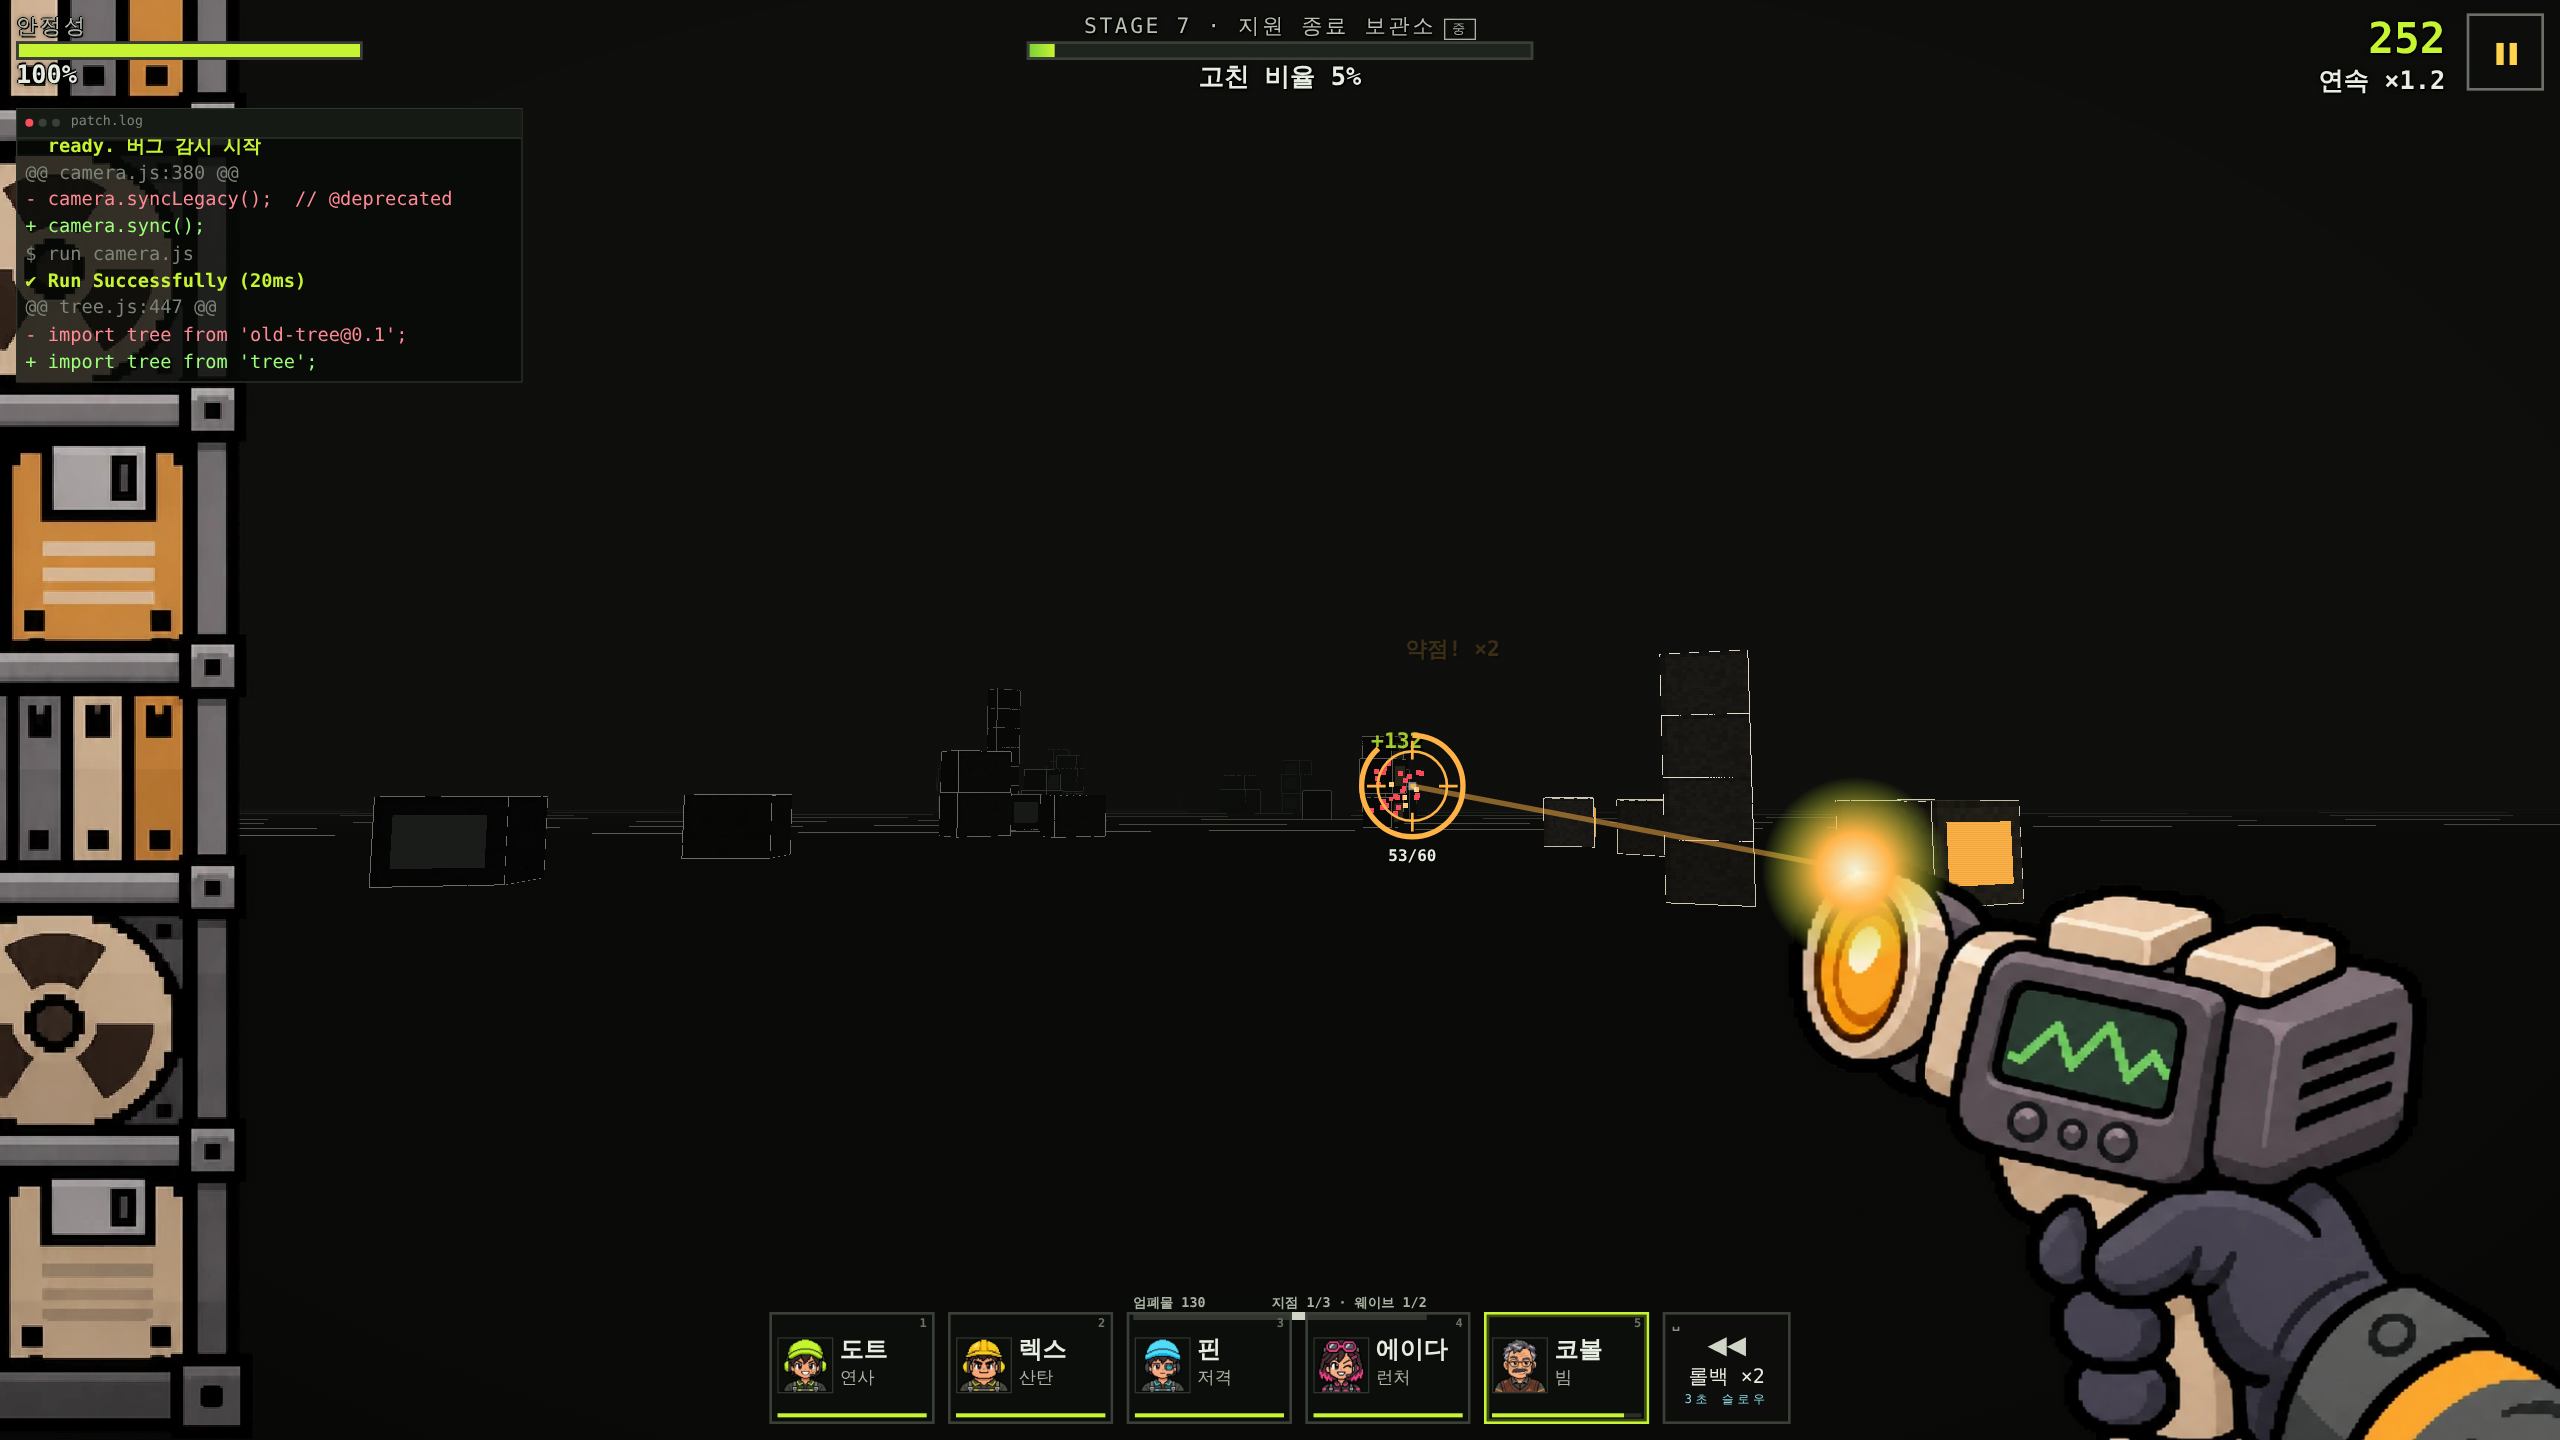 안정성
100%
STAGE 7 · 지원 종료 보관소 중
고친 비율 5%
252
연속 ×1.2
patch.log
ready. 버그 감시 시작
@@ camera.js:380 @@
- camera.syncLegacy();  // @deprecated
+ camera.sync();
$ run camera.js
✔ Run Successfully (20ms)
@@ tree.js:447 @@
- import tree from 'old-tree@0.1';
+ import tree from 'tree';
약점! ×2
+132
53/60
엄폐물 130
지점 1/3 · 웨이브 1/2
1
도트
연사
2
렉스
산탄
3
핀
저격
4
에이다
런처
5
코볼
빔
롤백 ×2
3초 슬로우